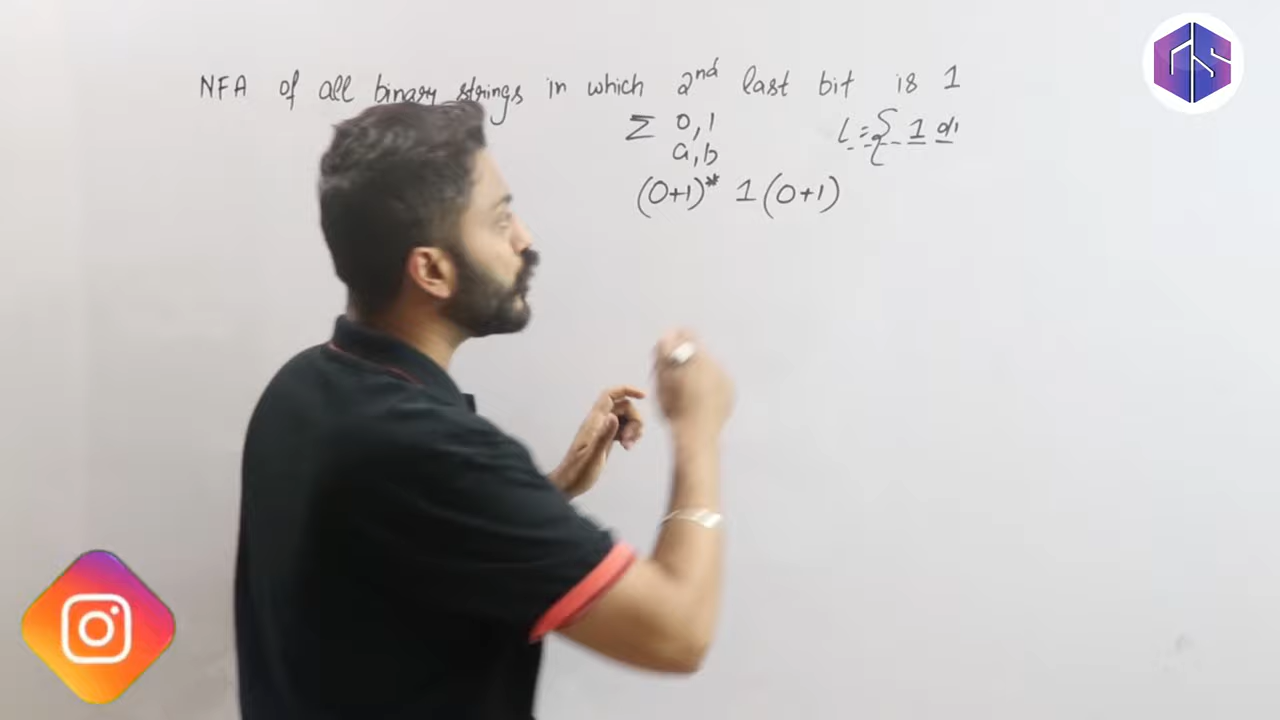 NFA of all binary strings in which 2nd last bit is 1
Σ 0,1
a,b
L = { _ _ _ 1
(0+1)* 1 (0+1)
GS